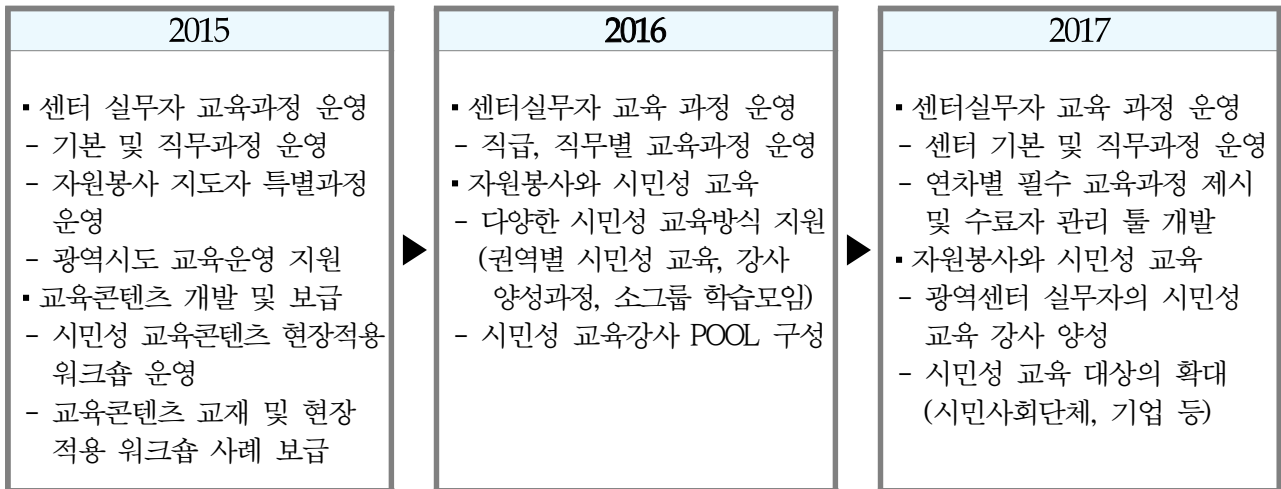 2015
▪ 센터 실무자 교육과정 운영
- 기본 및 직무과정 운영
- 자원봉사 지도자 특별과정
운영
- 광역시도 교육운영 지원
▪ 교육콘텐츠 개발 및 보급
- 시민성 교육콘텐츠 현장적용
워크숍 운영
- 교육콘텐츠 교재 및 현장
적용 워크숍 사례 보급
▶
2016
▪ 센터실무자 교육 과정 운영
- 직급, 직무별 교육과정 운영
▪ 자원봉사와 시민성 교육
- 다양한 시민성 교육방식 지원
(권역별 시민성 교육, 강사
양성과정, 소그룹 학습모임)
- 시민성 교육강사 POOL 구성
▶
2017
▪ 센터실무자 교육 과정 운영
- 센터 기본 및 직무과정 운영
- 연차별 필수 교육과정 제시
및 수료자 관리 툴 개발
▪ 자원봉사와 시민성 교육
- 광역센터 실무자의 시민성
교육 강사 양성
- 시민성 교육 대상의 확대
(시민사회단체, 기업 등)